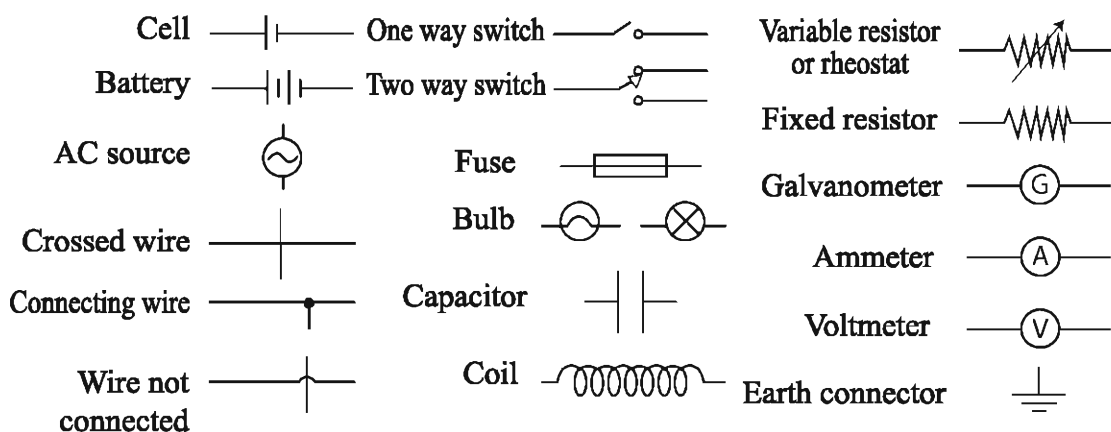 Cell
Battery
AC source
Crossed wire
Connecting wire
Wire not
connected
One way switch
Two way switch
Fuse
Bulb
Capacitor
Coil
Variable resistor
or rheostat
Fixed resistor
Galvanometer
G
Ammeter
A
Voltmeter
V
Earth connector